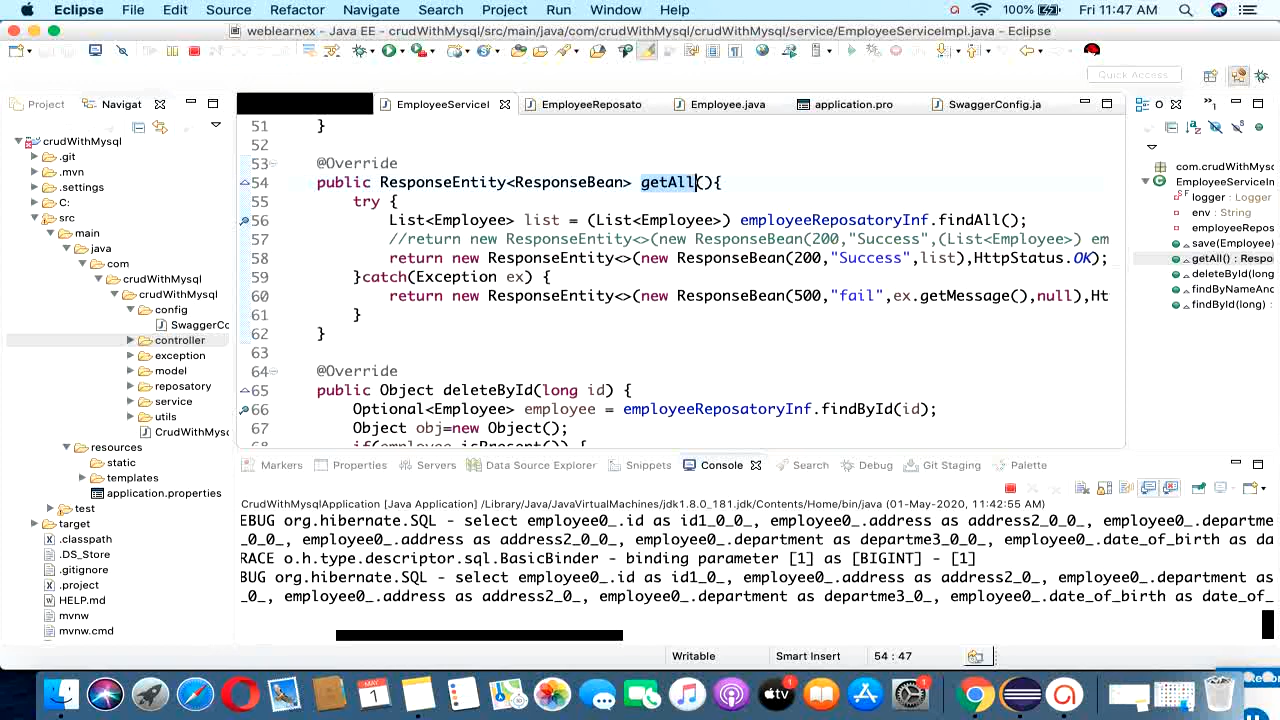 Eclipse File Edit Source Refactor Navigate Search Project Run Window Help 100% Fri 11:47 AM
weblearnex – Java EE – crudWithMysql/src/main/java/com/crudWithMysql/crudWithMysql/service/EmployeeServiceImpl.java – Eclipse
Quick Access
Project Navigat EmployeeServiceI EmployeeReposato Employee.java application.pro SwaggerConfig.ja O
crudWithMysql
.git
.mvn
.settings
C:
src
main
java
com
crudWithMysql
crudWithMysql
config
SwaggerCo
controller
exception
model
reposatory
service
utils
CrudWithMysc
resources
static
templates
application.properties
test
target
.classpath
.DS_Store
.gitignore
.project
HELP.md
mvnw
mvnw.cmd
51 }
52
53 @Override
54 public ResponseEntity<ResponseBean> getAll(){
55 try {
56 List<Employee> list = (List<Employee>) employeeReposatoryInf.findAll();
57 //return new ResponseEntity<>(new ResponseBean(200,"Success",(List<Employee>) em
58 return new ResponseEntity<>(new ResponseBean(200,"Success",list),HttpStatus.OK);
59 }catch(Exception ex) {
60 return new ResponseEntity<>(new ResponseBean(500,"fail",ex.getMessage(),null),Ht
61 }
62 }
63
64 @Override
65 public Object deleteById(long id) {
66 Optional<Employee> employee = employeeReposatoryInf.findById(id);
67 Object obj=new Object();
68 if(employee.isPresent()) {
com.crudWithMys
EmployeeServiceIn
logger :
env : String
employeeRepos
save(Employee)
getAll() : Respo
deleteById(long
findByNameAnc
findById(long) :
Markers Properties Servers Data Source Explorer Snippets Console Search Debug Git Staging Palette
CrudWithMysqlApplication [Java Application] /Library/Java/JavaVirtualMachines/jdk1.8.0_181.jdk/Contents/Home/bin/java (01-May-2020, 11:42:55 AM)
EBUG org.hibernate.SQL - select employee0_.id as id1_0_0_, employee0_.address as address2_0_0_, employee0_.departme
_0_0_, employee0_.address as address2_0_0_, employee0_.department as departme3_0_0_, employee0_.date_of_birth as da
RACE o.h.type.descriptor.sql.BasicBinder - binding parameter [1] as [BIGINT] - [1]
BUG org.hibernate.SQL - select employee0_.id as id1_0_, employee0_.address as address2_0_, employee0_.department as
_0_, employee0_.address as address2_0_, employee0_.department as departme3_0_, employee0_.date_of_birth as date_of_
Writable Smart Insert 54 : 47
MAY
1
tv
1
1